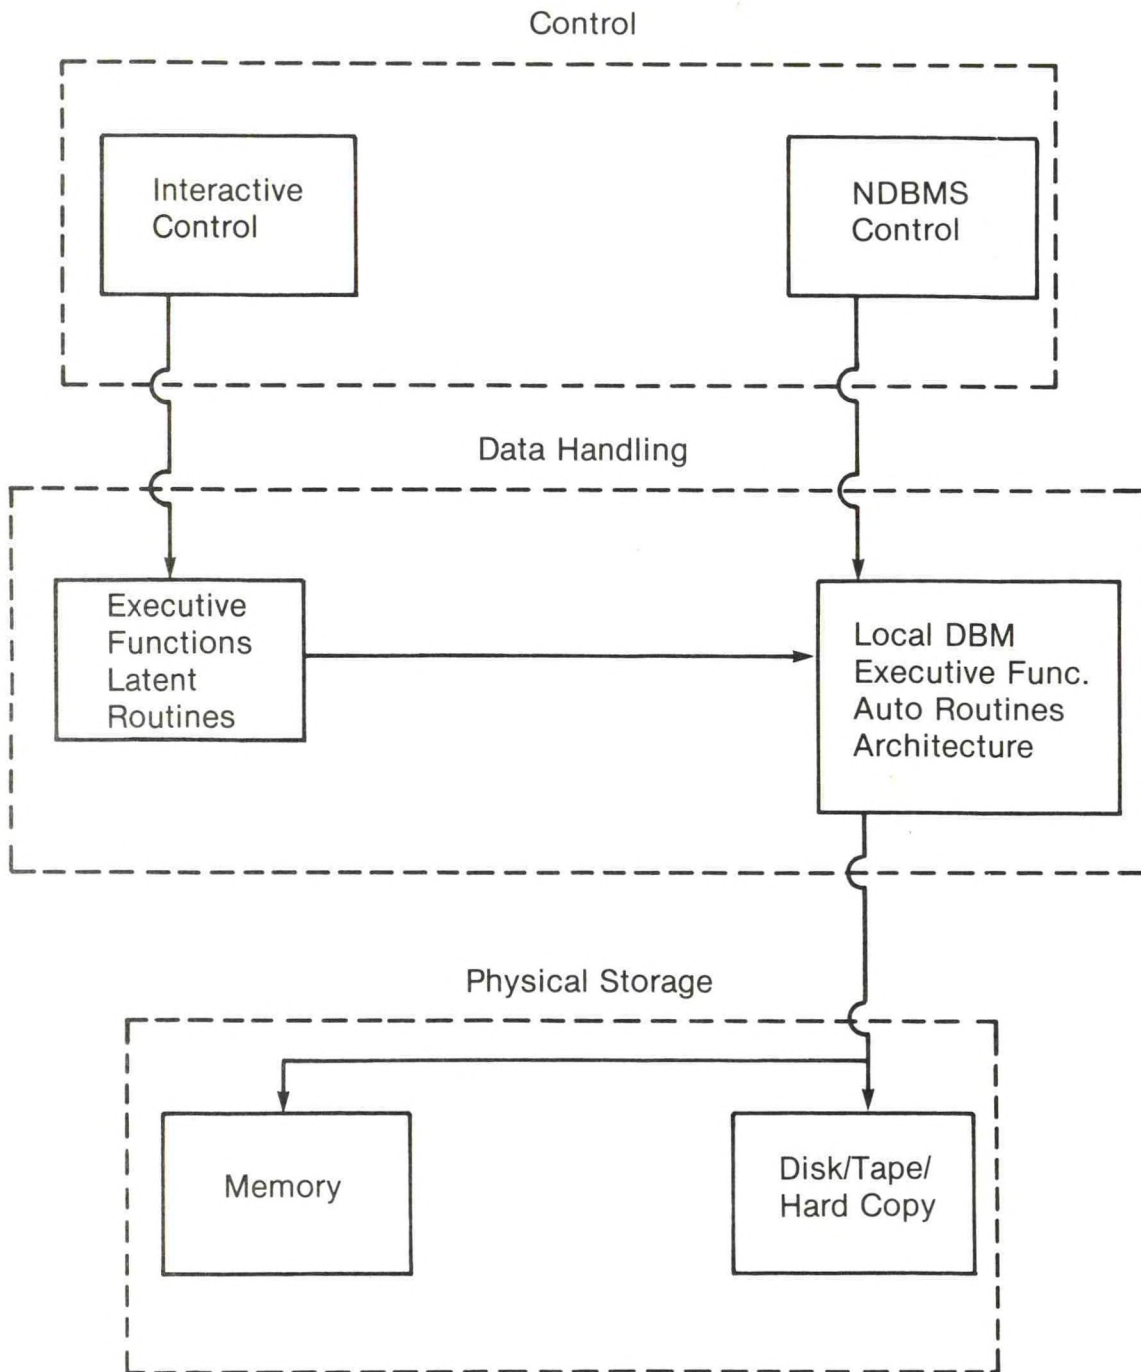 Control
Interactive
Control
NDBMS
Control
Data Handling
Executive
Functions
Latent
Routines
Local DBM
Executive Func.
Auto Routines
Architecture
Physical Storage
Memory
Disk/Tape/
Hard Copy